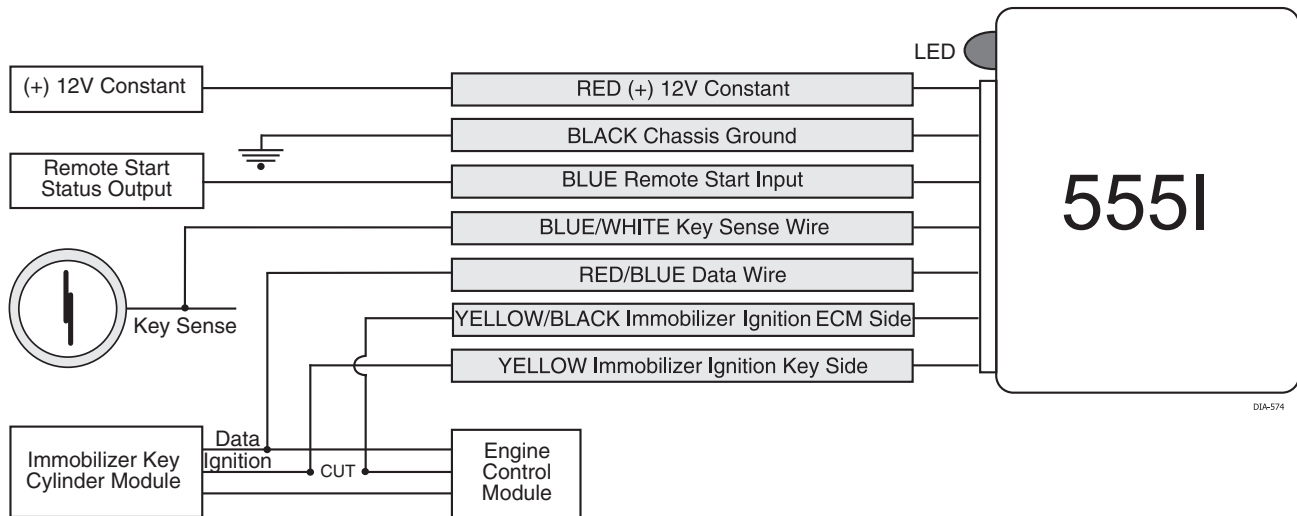 LED
(+) 12V Constant
RED (+) 12V Constant
BLACK Chassis Ground
Remote Start
Status Output
BLUE Remote Start Input
555I
BLUE/WHITE Key Sense Wire
RED/BLUE Data Wire
Key Sense
YELLOW/BLACK Immobilizer Ignition ECM Side
YELLOW Immobilizer Ignition Key Side
DIA-574
Immobilizer Key
Cylinder Module
Data
Ignition
CUT
Engine
Control
Module